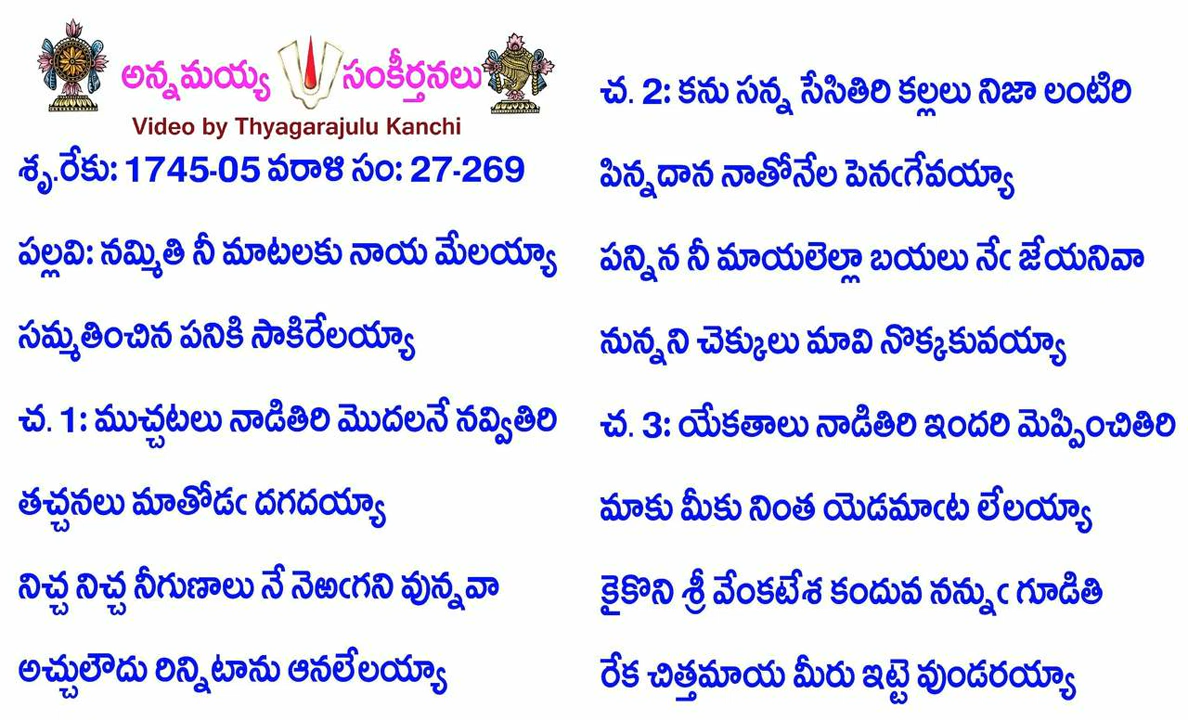 అన్నమయ్య సంకీర్తనలు
Video by Thyagarajulu Kanchi
శృ.రేకు: 1745-05 వరాళి సం: 27-269
పల్లవి: నమ్మితి నీ మాటలకు నాయ మేలయ్యా
సమ్మతించిన పనికి సాకిరేలయ్యా
చ. 1: ముచ్చటలు నాడితిరి మొదలనే నవ్వితిరి
తచ్చనలు మాతోడఁ దగదయ్యా
నిచ్చ నిచ్చ నీగుణాలు నే నెఱఁగని వున్నవా
అచ్చులౌదు రిన్నిటాను ఆనలేలయ్యా
చ. 2: కను సన్న సేసితిరి కల్లలు నిజా లంటిరి
పిన్నదాన నాతోనేల పెనఁగేవయ్యా
పన్నిన నీ మాయలెల్లా బయలు నేఁ జేయనివా
నున్నని చెక్కులు మావి నొక్కకువయ్యా
చ. 3: యేకతాలు నాడితిరి ఇందరి మెప్పించితిరి
మాకు మీకు నింత యెడమాఁట లేలయ్యా
కైకొని శ్రీ వేంకటేశ కందువ నన్నుఁ గూడితి
రేక చిత్తమాయ మీరు ఇట్టె వుండరయ్యా